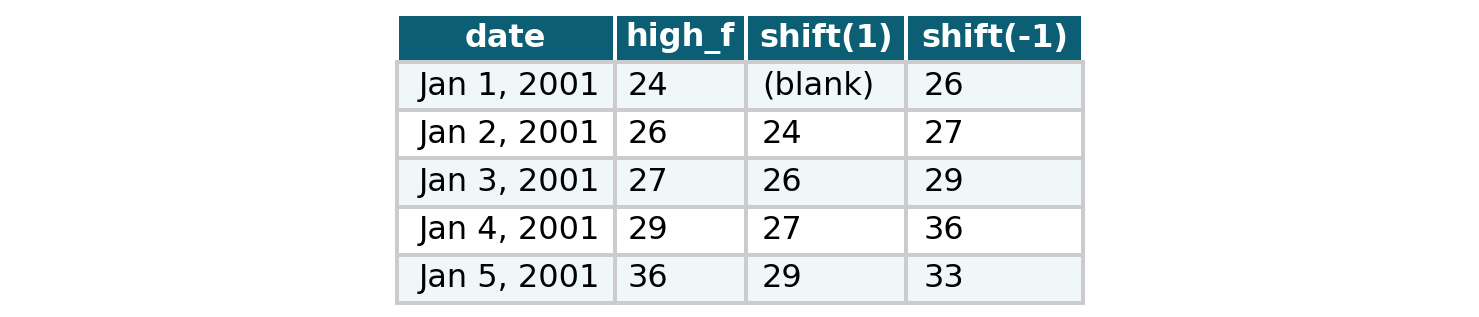 date high_f shift(1) shift(-1)
Jan 1, 2001 24 (blank) 26
Jan 2, 2001 26 24 27
Jan 3, 2001 27 26 29
Jan 4, 2001 29 27 36
Jan 5, 2001 36 29 33